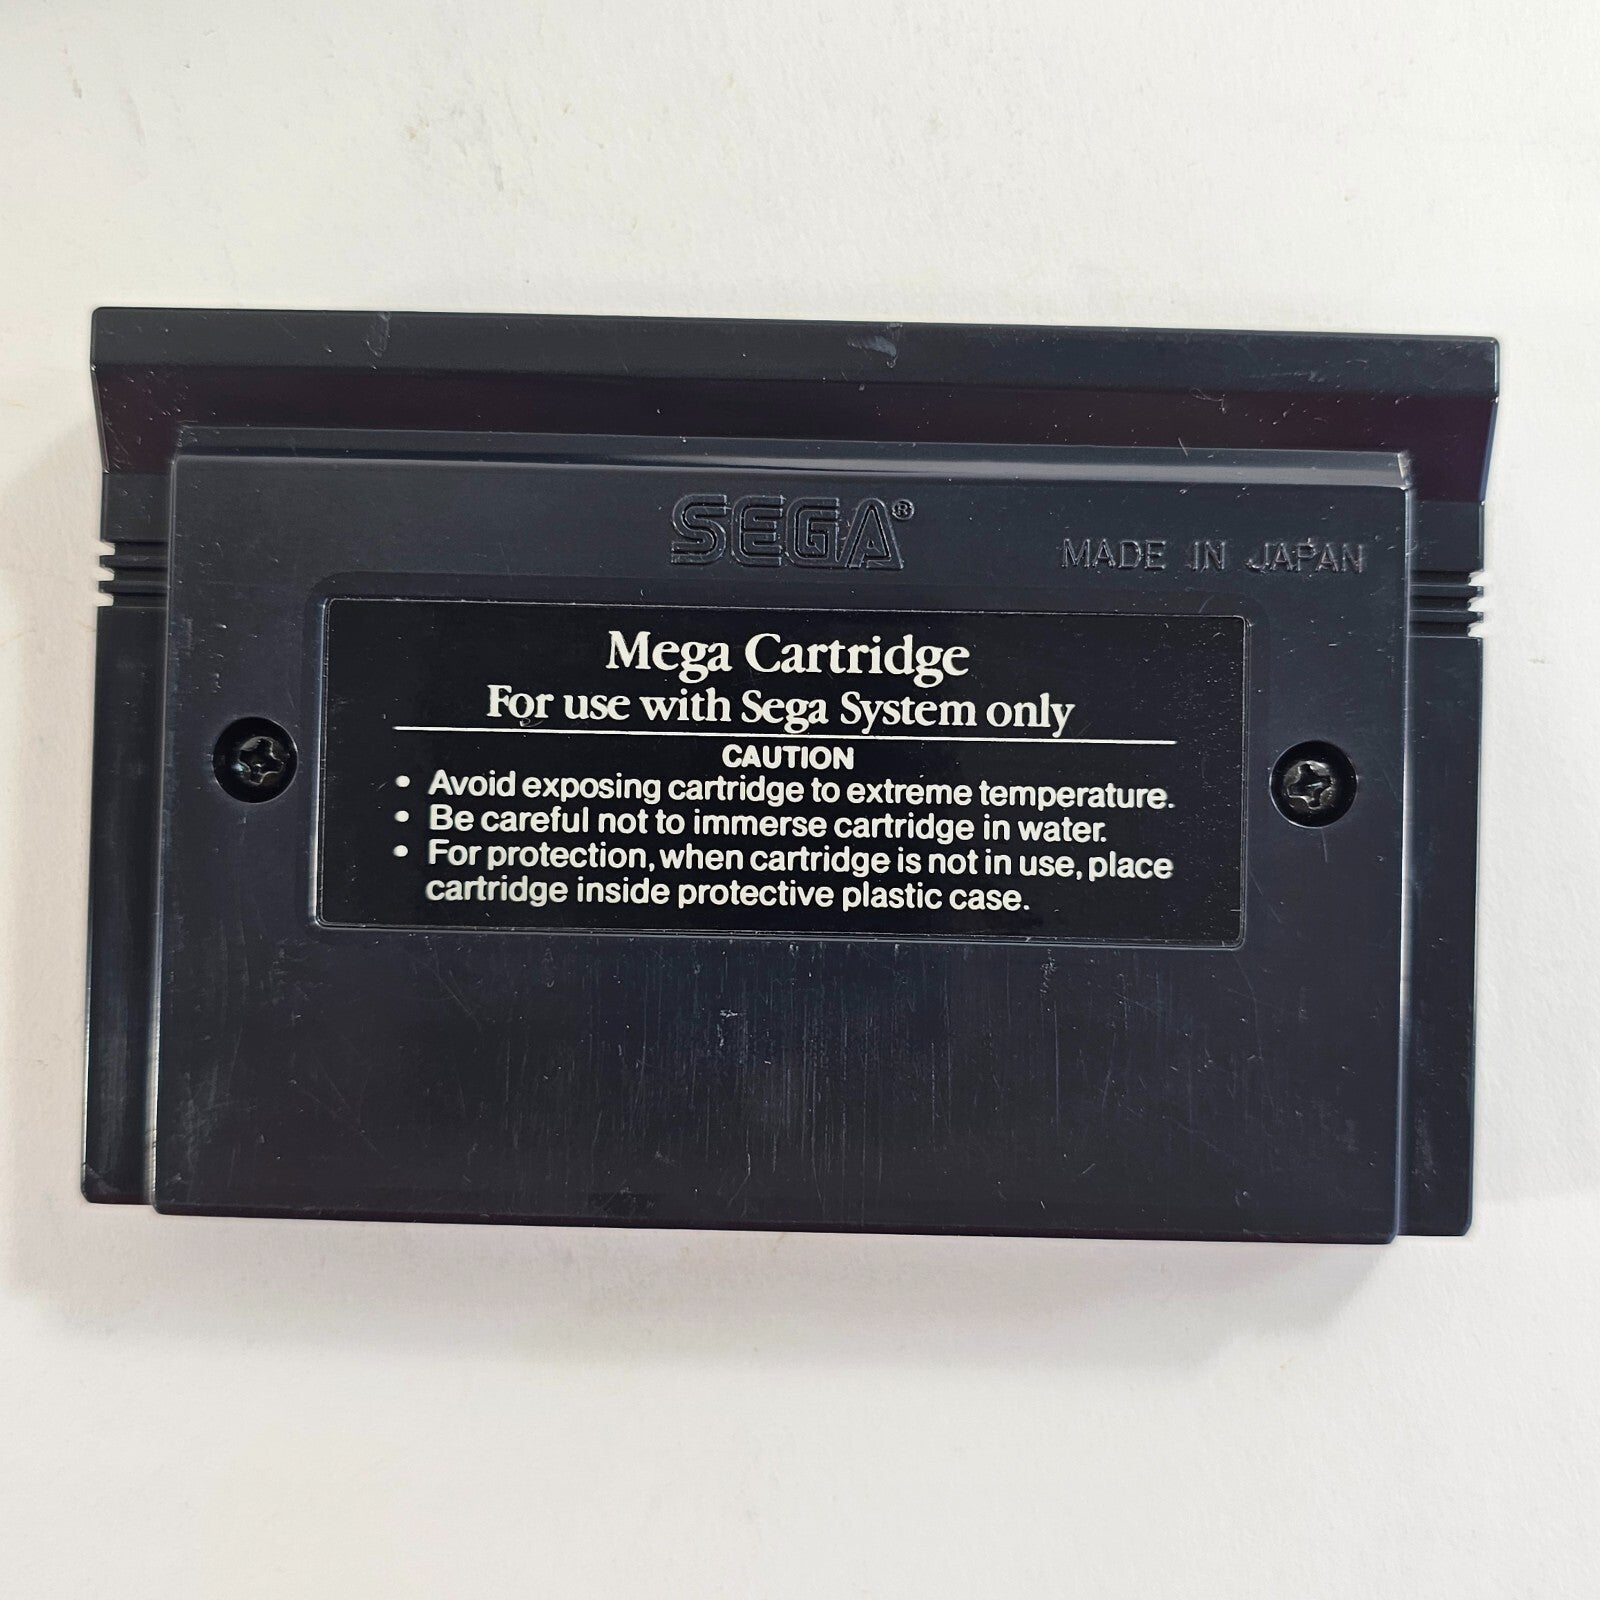 SEGA®
MADE IN JAPAN
Mega Cartridge
For use with Sega System only
CAUTION
• Avoid exposing cartridge to extreme temperature.
• Be careful not to immerse cartridge in water.
• For protection, when cartridge is not in use, place
cartridge inside protective plastic case.